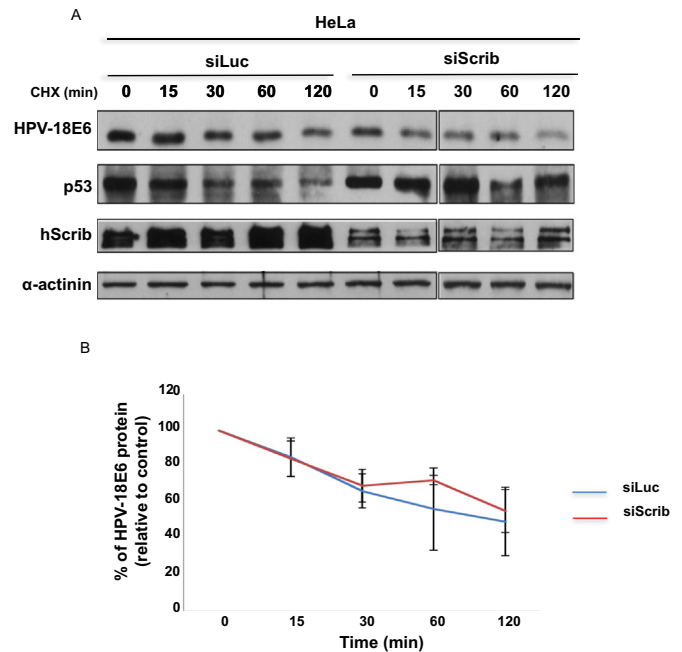 A
HeLa
siLuc siScrib
CHX (min) 0 15 30 60 120 0 15 30 60 120
HPV-18E6
p53
hScrib
α-actinin
B
% of HPV-18E6 protein
(relative to control)
120
100
80
60
40
20
0
0 15 30 60 120
Time (min)
siLuc
siScrib